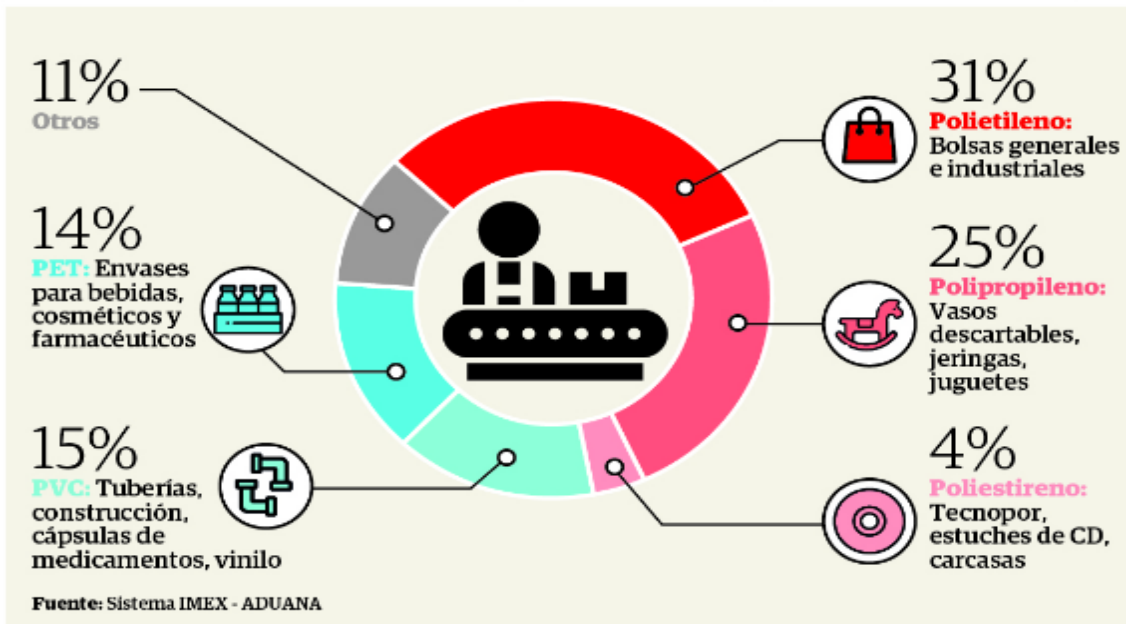 11%
Otros
14%
PET: Envases
para bebidas,
cosméticos y
farmacéuticos
15%
PVC: Tuberías,
construcción,
cápsulas de
medicamentos, vinilo
31%
Polietileno:
Bolsas generales
e industriales
25%
Polipropileno:
Vasos
descartables,
jeringas,
juguetes
4%
Poliestireno:
Tecnopor,
estuches de CD,
carcasas
Fuente: Sistema IMEX - ADUANA